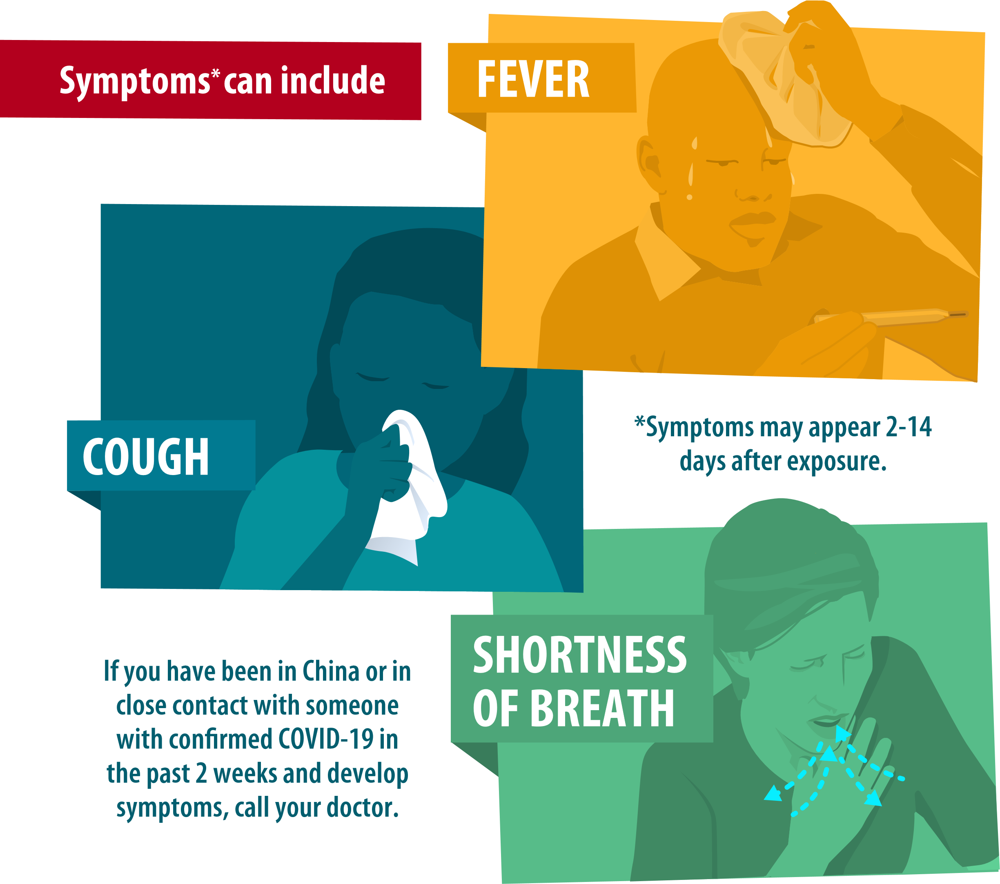 Symptoms* can include
FEVER
COUGH
*Symptoms may appear 2-14
days after exposure.
SHORTNESS
OF BREATH
If you have been in China or in
close contact with someone
with confirmed COVID-19 in
the past 2 weeks and develop
symptoms, call your doctor.